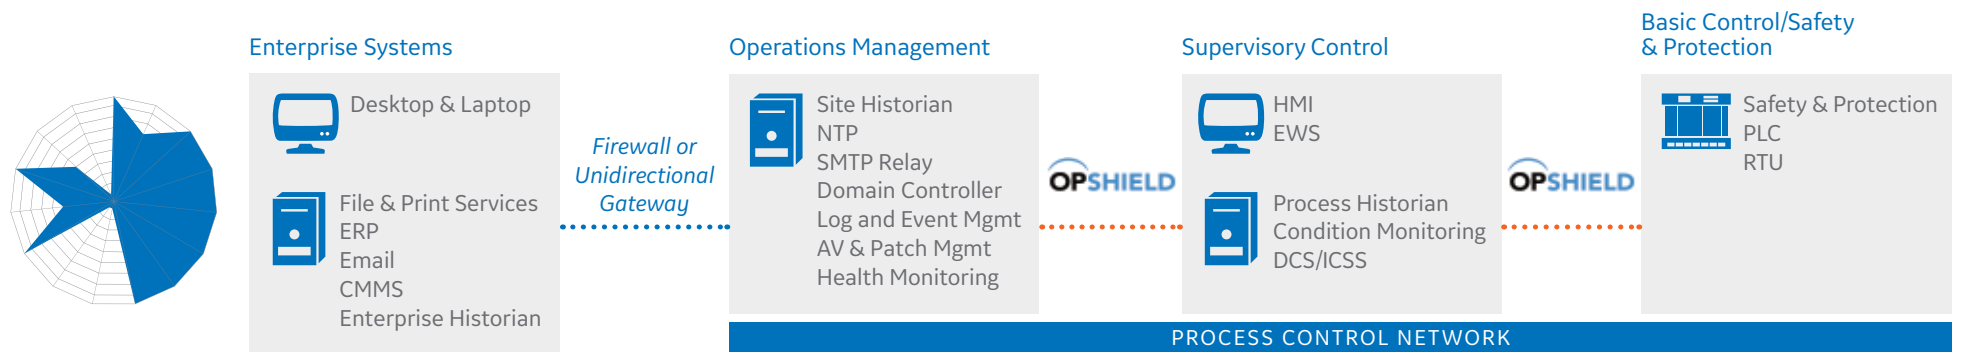 Enterprise Systems
Desktop & Laptop
File & Print Services
ERP
Email
CMMS
Enterprise Historian
Firewall or
Unidirectional
Gateway
Operations Management
Site Historian
NTP
SMTP Relay
Domain Controller
Log and Event Mgmt
AV & Patch Mgmt
Health Monitoring
OPSHIELD
Supervisory Control
HMI
EWS
Process Historian
Condition Monitoring
DCS/ICSS
OPSHIELD
Basic Control/Safety
& Protection
Safety & Protection
PLC
RTU
PROCESS CONTROL NETWORK